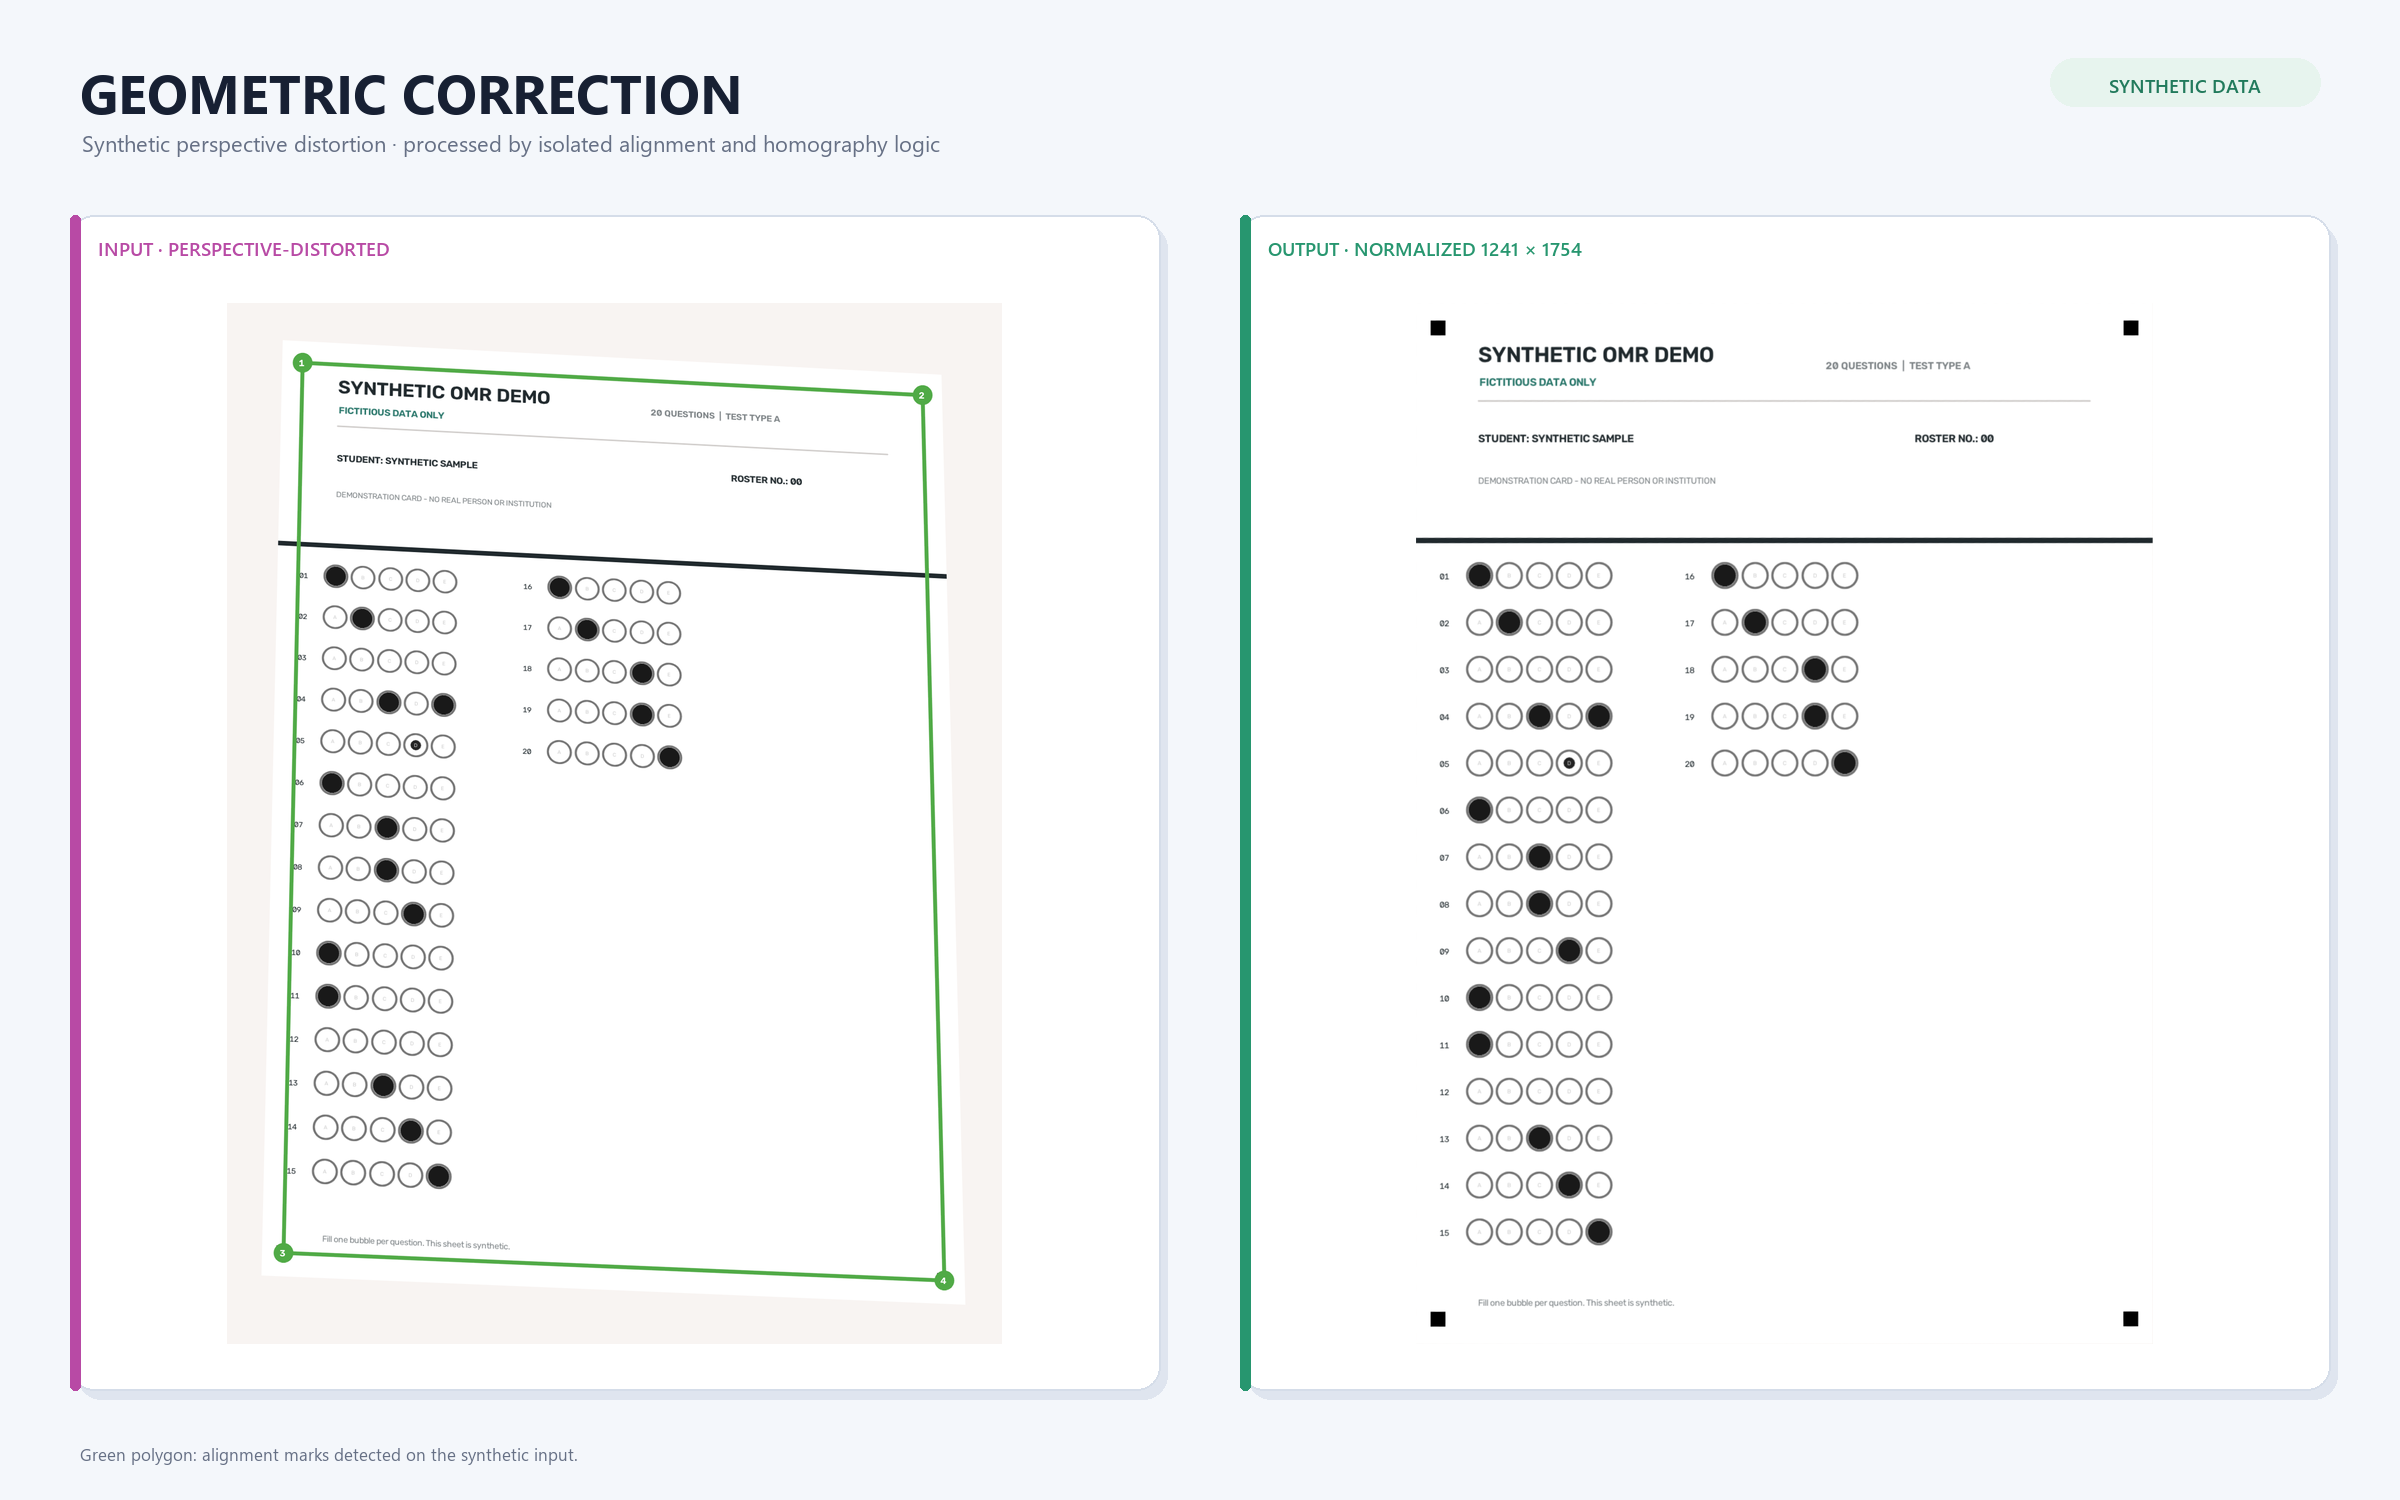 GEOMETRIC CORRECTION
Synthetic perspective distortion · processed by isolated alignment and homography logic
SYNTHETIC DATA
INPUT · PERSPECTIVE-DISTORTED
1
2
SYNTHETIC OMR DEMO
FICTITIOUS DATA ONLY
20 QUESTIONS | TEST TYPE A
STUDENT: SYNTHETIC SAMPLE
ROSTER NO.: 00
DEMONSTRATION CARD - NO REAL PERSON OR INSTITUTION
01
16
02
17
03
18
04
19
05
20
06
07
08
09
10
11
12
13
14
15
Fill one bubble per question. This sheet is synthetic.
3
4
OUTPUT · NORMALIZED 1241 × 1754
SYNTHETIC OMR DEMO
20 QUESTIONS | TEST TYPE A
FICTITIOUS DATA ONLY
STUDENT: SYNTHETIC SAMPLE ROSTER NO.: 00
DEMONSTRATION CARD - NO REAL PERSON OR INSTITUTION
01 16
02 17
03 18
04 19
05 20
06
07
08
09
10
11
12
13
14
15
Fill one bubble per question. This sheet is synthetic.
Green polygon: alignment marks detected on the synthetic input.